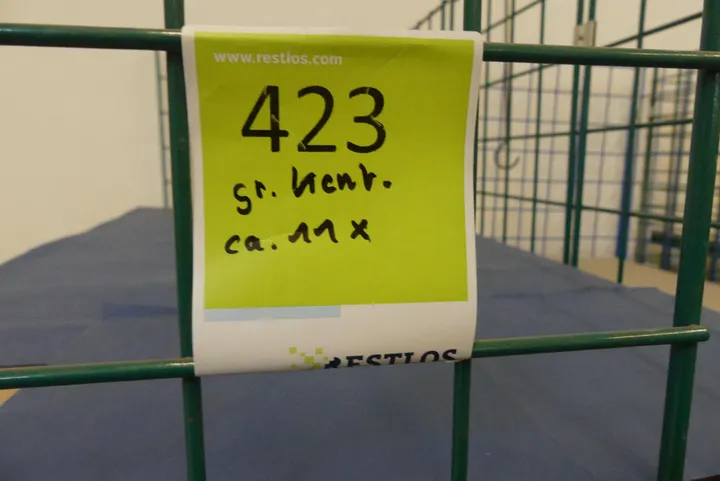 www.restlos.com
423
gr. Kent.
ca. 11 x
RESTLOS